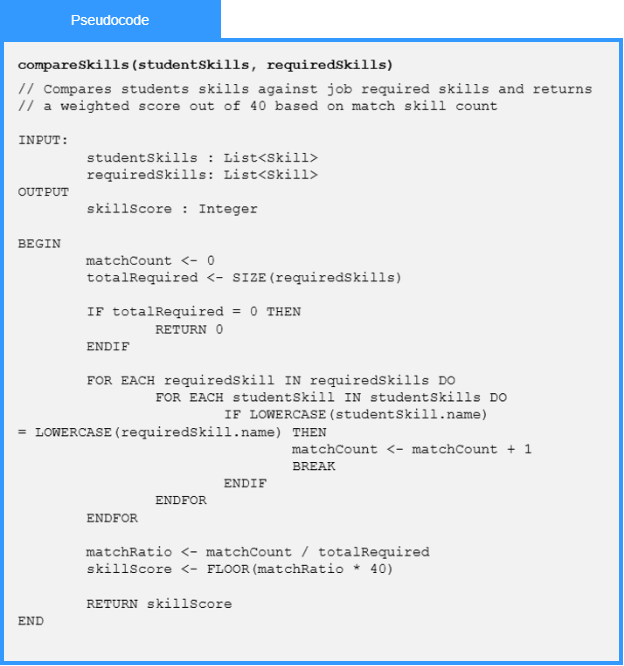 Pseudocode
compareSkills(studentSkills, requiredSkills)
// Compares students skills against job required skills and returns
// a weighted score out of 40 based on match skill count
INPUT:
studentSkills : List<Skill>
requiredSkills: List<Skill>
OUTPUT
skillScore : Integer
BEGIN
matchCount <- 0
totalRequired <- SIZE(requiredSkills)
IF totalRequired = 0 THEN
RETURN 0
ENDIF
FOR EACH requiredSkill IN requiredSkills DO
FOR EACH studentSkill IN studentSkills DO
IF LOWERCASE(studentSkill.name)
= LOWERCASE(requiredSkill.name) THEN
matchCount <- matchCount + 1
BREAK
ENDIF
ENDFOR
ENDFOR
matchRatio <- matchCount / totalRequired
skillScore <- FLOOR(matchRatio * 40)
RETURN skillScore
END